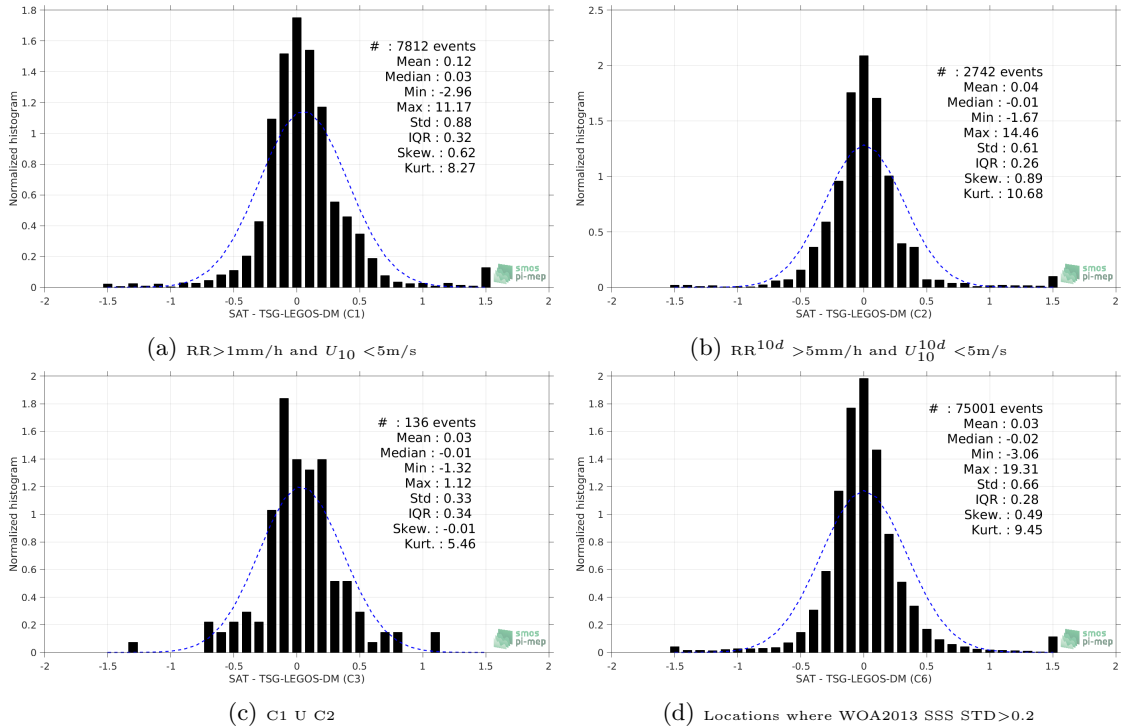 1.8
1.6
1.4
1.2
1
0.8
0.6
0.4
0.2
0
Normalized histogram
# : 7812 events
Mean : 0.12
Median : 0.03
Min : -2.96
Max : 11.17
Std : 0.88
IQR : 0.32
Skew. : 0.62
Kurt. : 8.27
smos
pi-mep
-2 -1.5 -1 -0.5 0 0.5 1 1.5 2
SAT - TSG-LEGOS-DM (C1)
(a) RR>1mm/h and U10 <5m/s
2.5
2
1.5
1
0.5
0
Normalized histogram
# : 2742 events
Mean : 0.04
Median : -0.01
Min : -1.67
Max : 14.46
Std : 0.61
IQR : 0.26
Skew. : 0.89
Kurt. : 10.68
smos
pi-mep
-2 -1.5 -1 -0.5 0 0.5 1 1.5 2
SAT - TSG-LEGOS-DM (C2)
(b) RR10d >5mm/h and U10d10 <5m/s
2
1.8
1.6
1.4
1.2
1
0.8
0.6
0.4
0.2
0
Normalized histogram
# : 136 events
Mean : 0.03
Median : -0.01
Min : -1.32
Max : 1.12
Std : 0.33
IQR : 0.34
Skew. : -0.01
Kurt. : 5.46
smos
pi-mep
-2 -1.5 -1 -0.5 0 0.5 1 1.5 2
SAT - TSG-LEGOS-DM (C3)
(c) C1 U C2
2
1.8
1.6
1.4
1.2
1
0.8
0.6
0.4
0.2
0
Normalized histogram
# : 75001 events
Mean : 0.03
Median : -0.02
Min : -3.06
Max : 19.31
Std : 0.66
IQR : 0.28
Skew. : 0.49
Kurt. : 9.45
smos
pi-mep
-2 -1.5 -1 -0.5 0 0.5 1 1.5 2
SAT - TSG-LEGOS-DM (C6)
(d) Locations where WOA2013 SSS STD>0.2